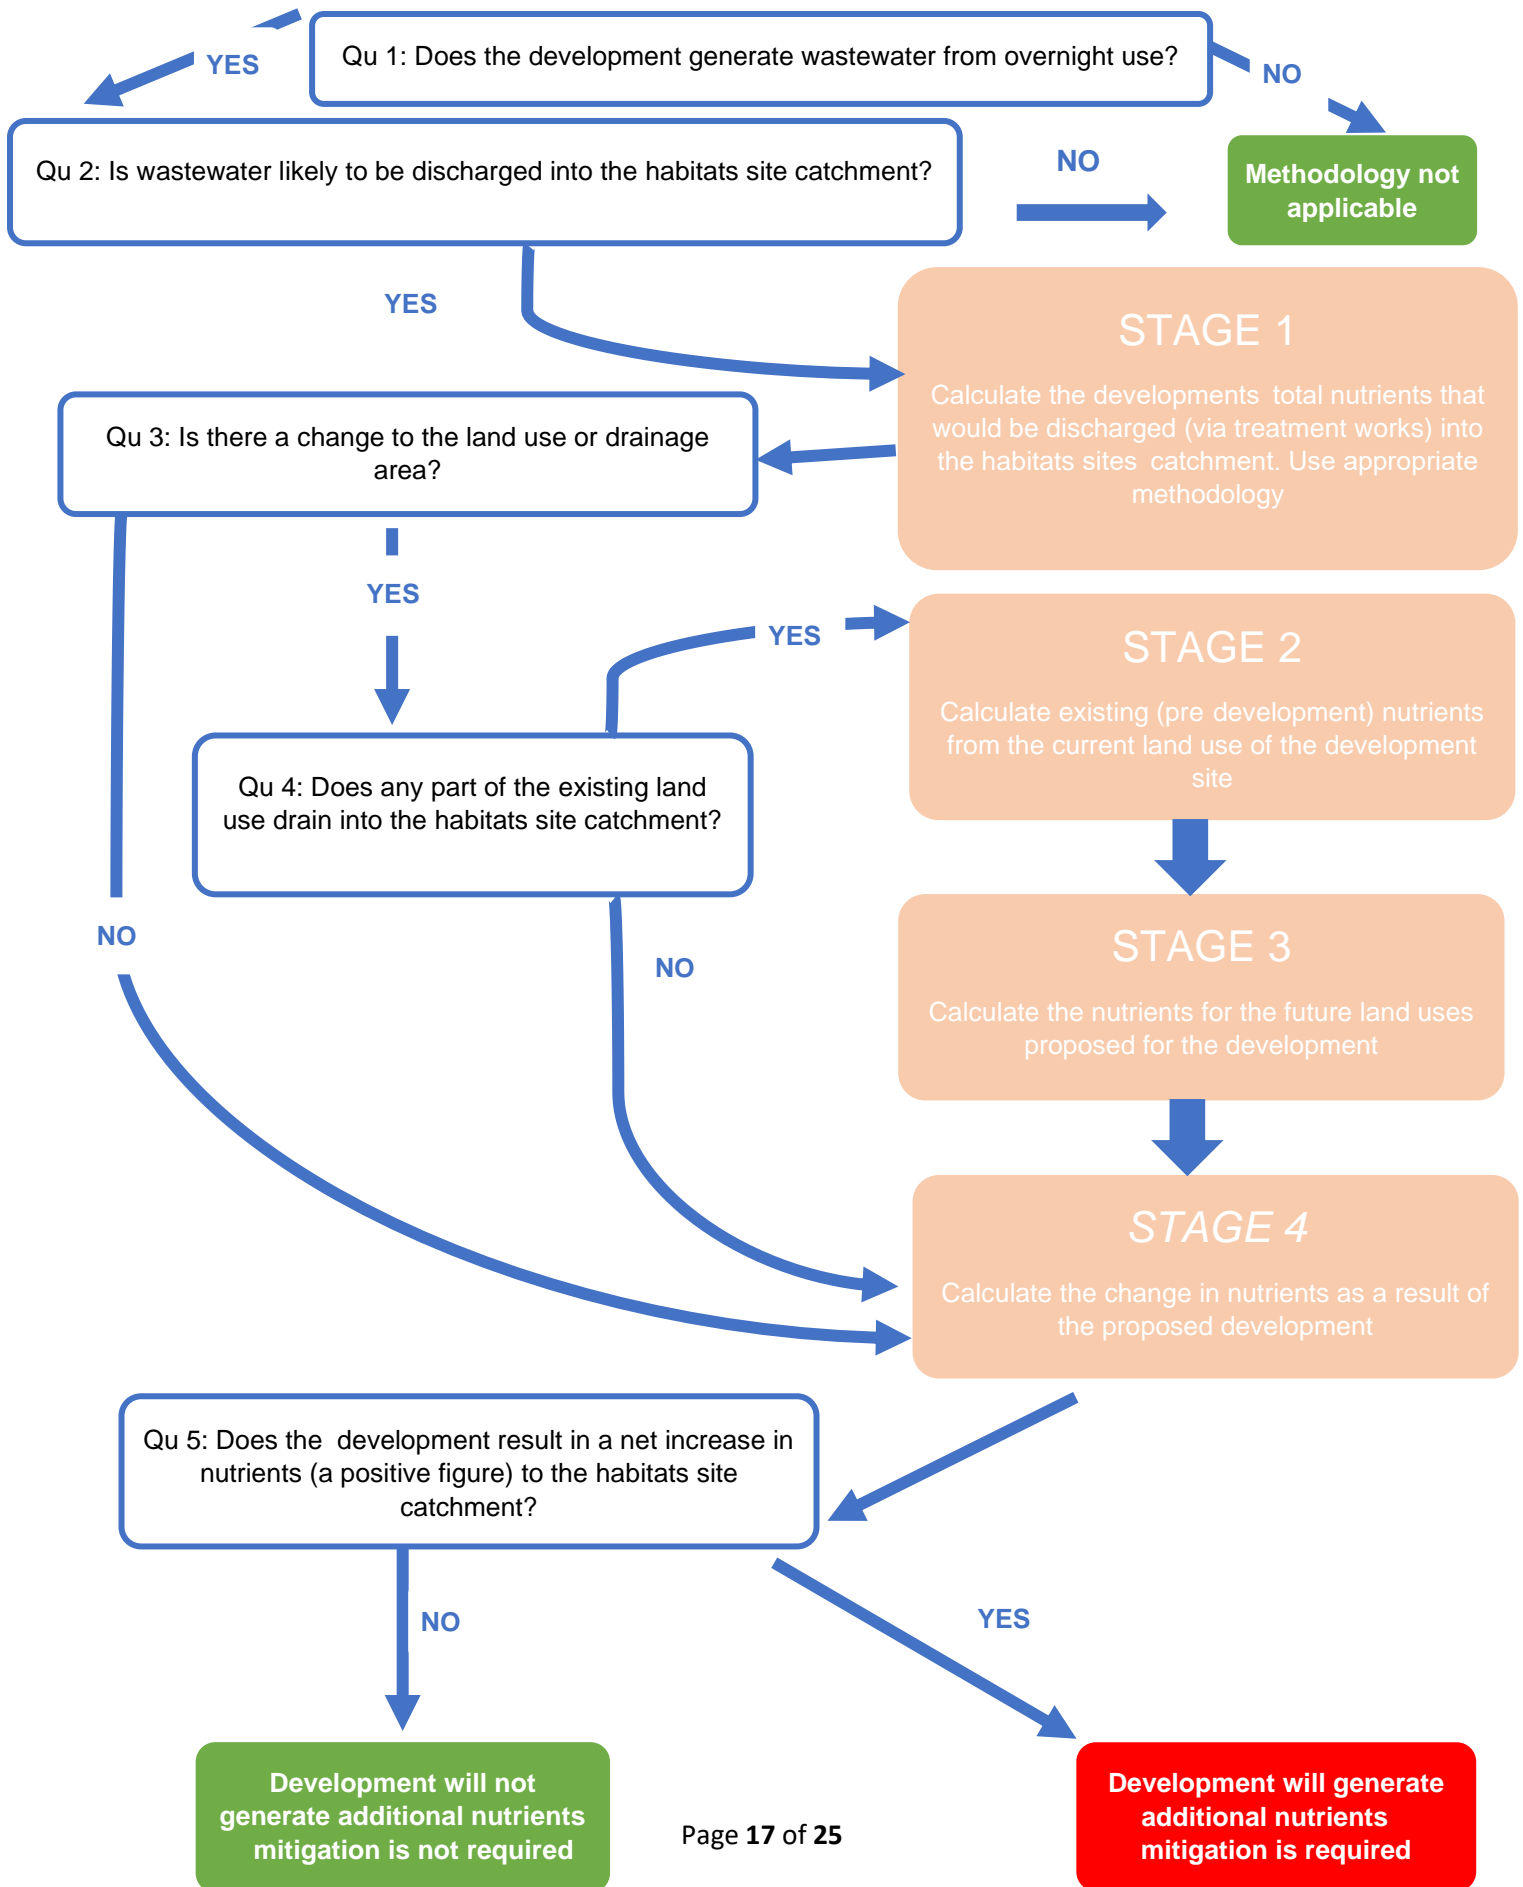 Qu 1: Does the development generate wastewater from overnight use?
YES
NO
Qu 2: Is wastewater likely to be discharged into the habitats site catchment?
NO
Methodology not
applicable
YES
STAGE 1
Calculate the developments total nutrients that
would be discharged (via treatment works) into
the habitats sites catchment. Use appropriate
methodology
Qu 3: Is there a change to the land use or drainage
area?
YES
YES
STAGE 2
Calculate existing (pre development) nutrients
from the current land use of the development
site
Qu 4: Does any part of the existing land
use drain into the habitats site catchment?
NO
NO
STAGE 3
Calculate the nutrients for the future land uses
proposed for the development
STAGE 4
Calculate the change in nutrients as a result of
the proposed development
Qu 5: Does the development result in a net increase in
nutrients (a positive figure) to the habitats site
catchment?
NO
YES
Development will not
generate additional nutrients
mitigation is not required
Development will generate
additional nutrients
mitigation is required
Page 17 of 25